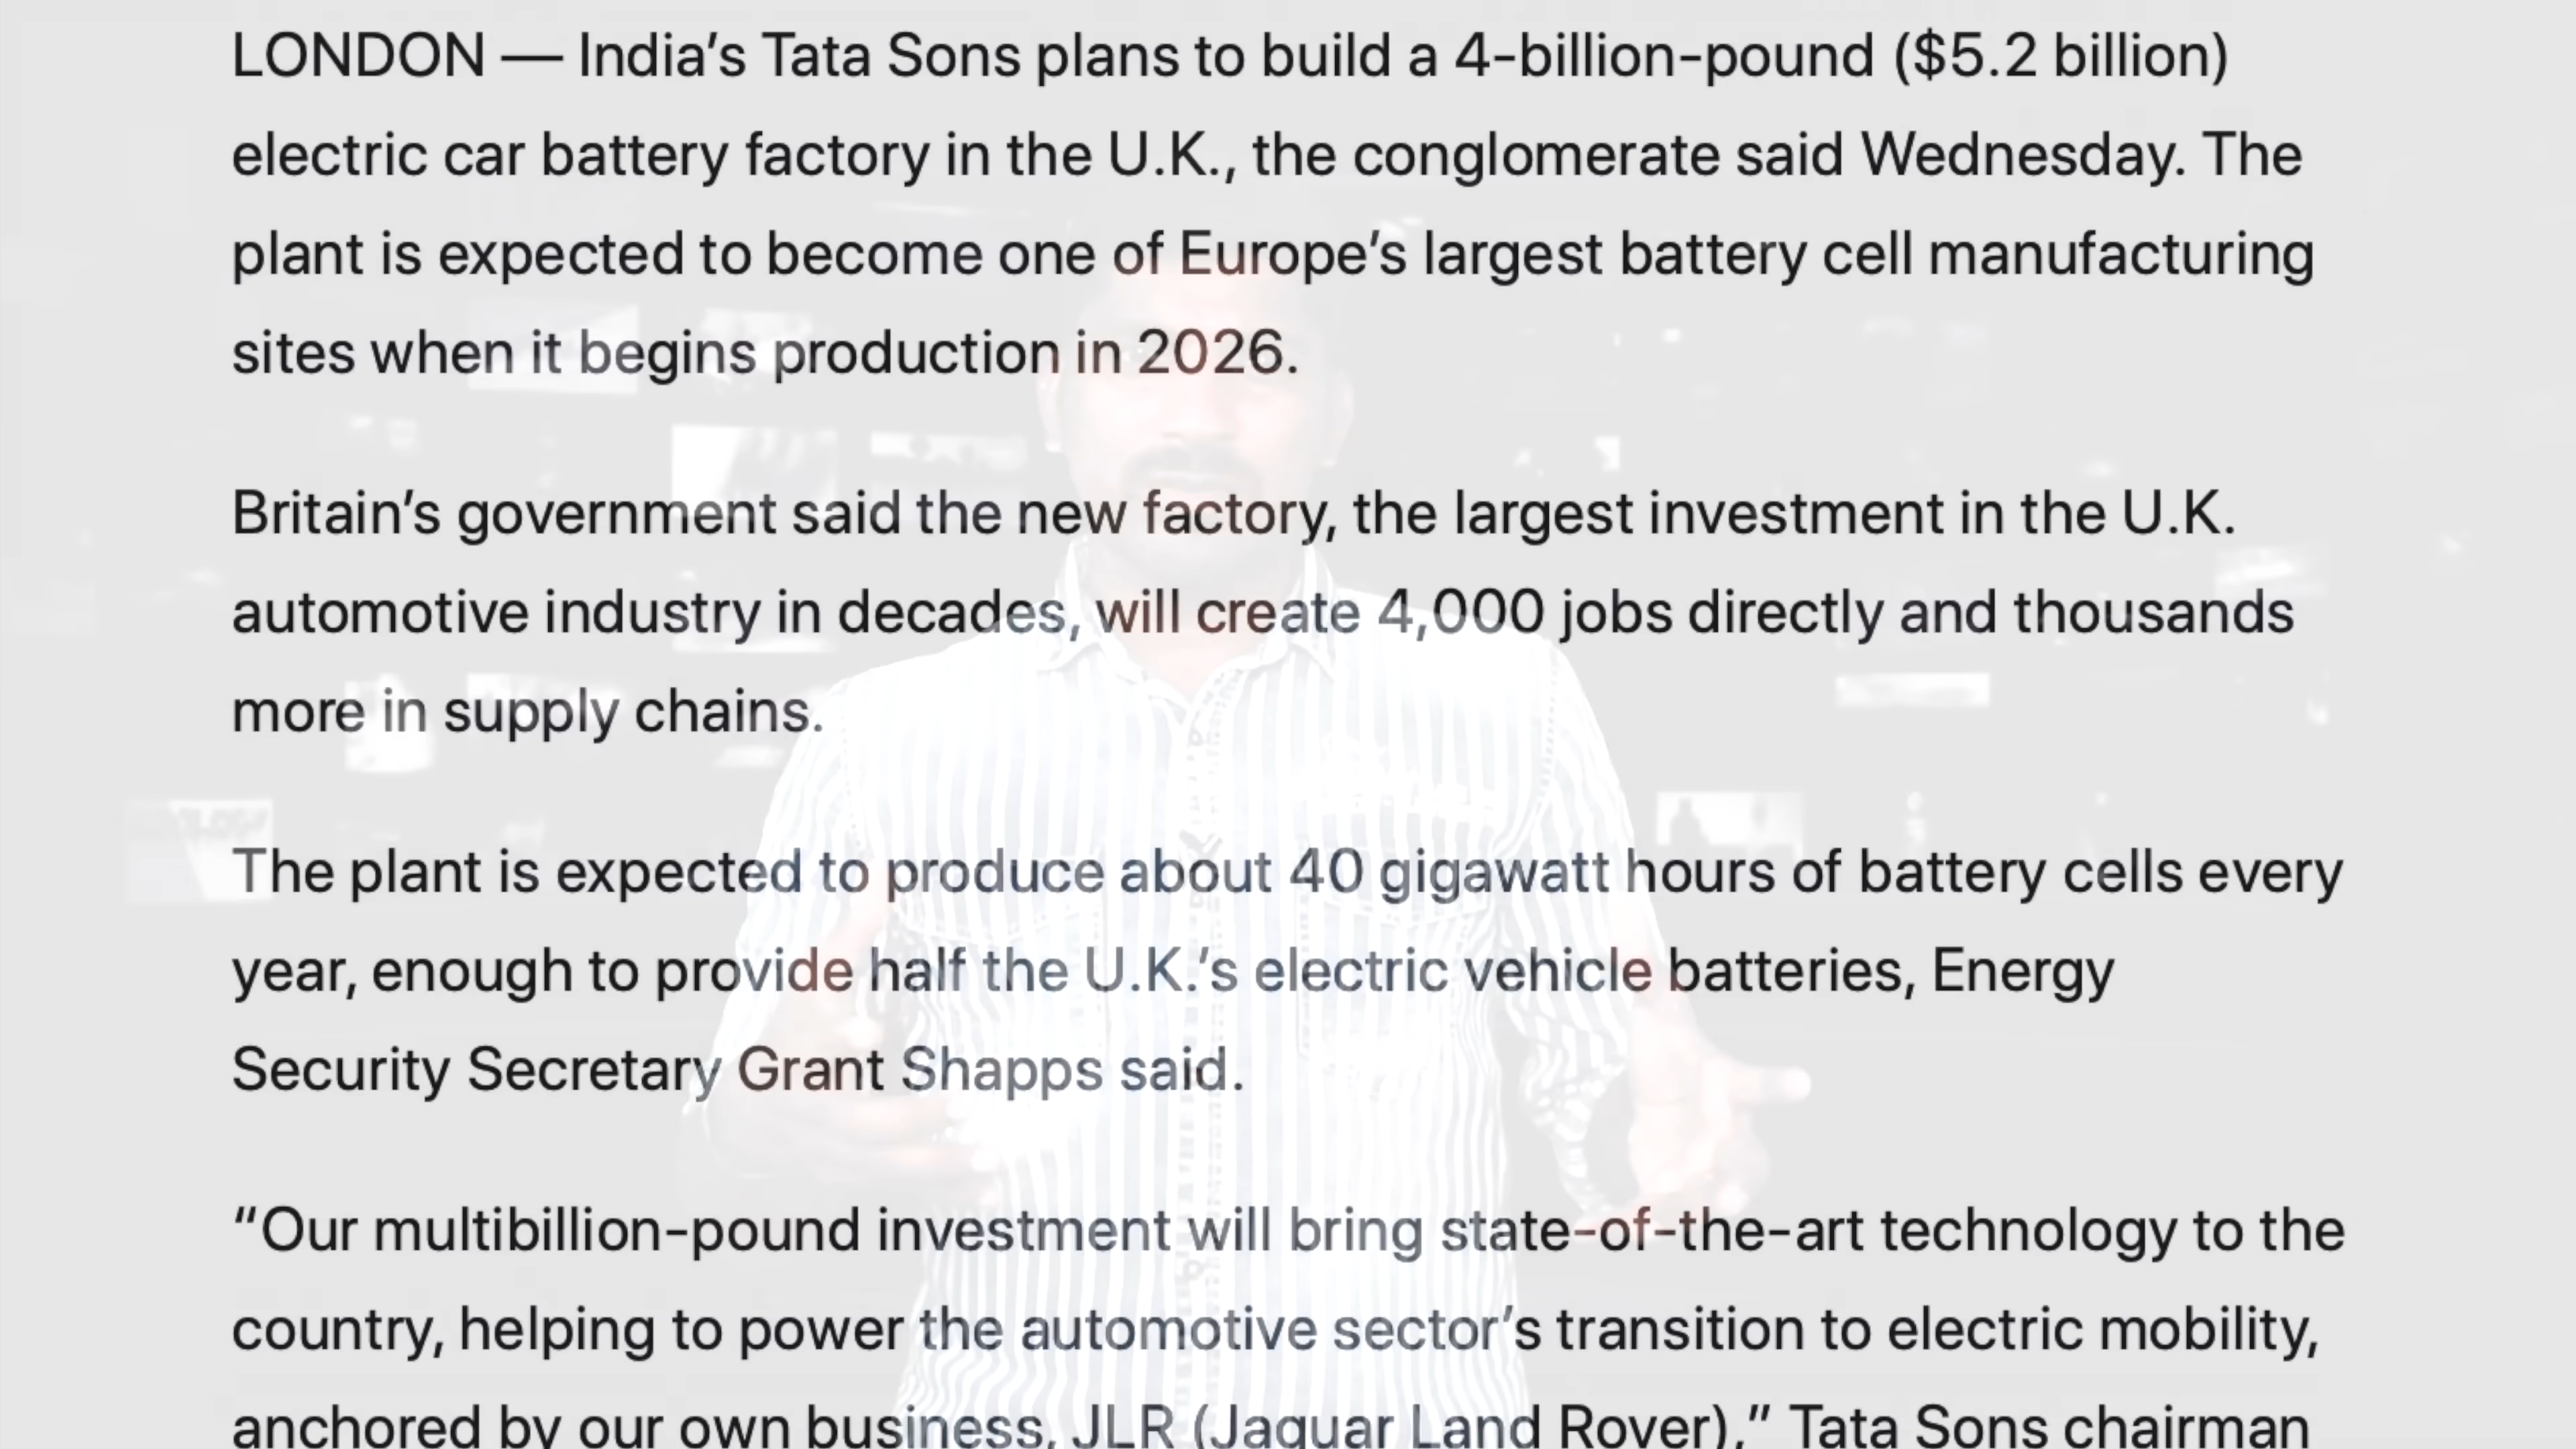 LONDON — India’s Tata Sons plans to build a 4-billion-pound ($5.2 billion)
electric car battery factory in the U.K., the conglomerate said Wednesday. The
plant is expected to become one of Europe’s largest battery cell manufacturing
sites when it begins production in 2026.
Britain’s government said the new factory, the largest investment in the U.K.
automotive industry in decades, will create 4,000 jobs directly and thousands
more in supply chains.
The plant is expected to produce about 40 gigawatt hours of battery cells every
year, enough to provide half the U.K.’s electric vehicle batteries, Energy
Security Secretary Grant Shapps said.
“Our multibillion-pound investment will bring state-of-the-art technology to the
country, helping to power the automotive sector’s transition to electric mobility,
anchored by our own business, JLR (Jaguar Land Rover),” Tata Sons chairman